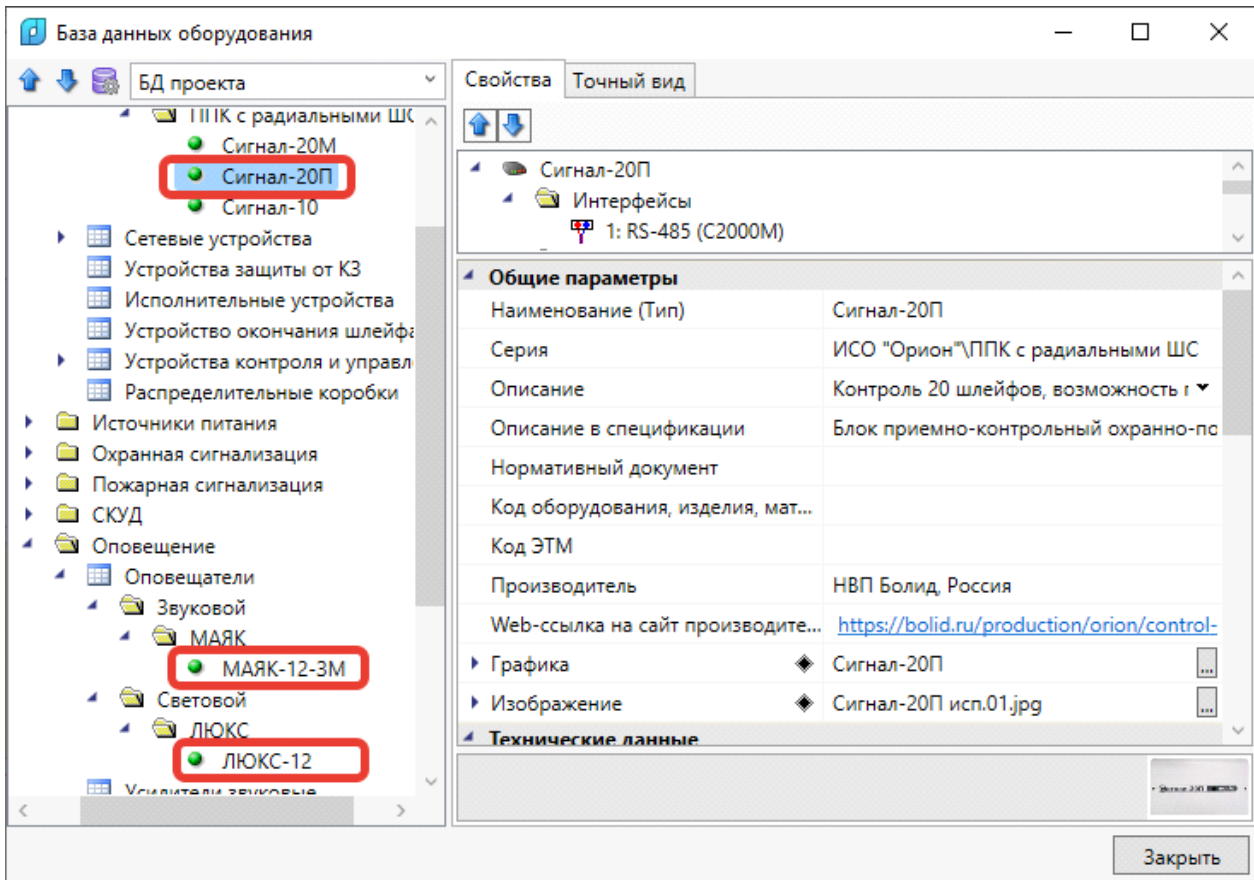 База данных оборудования
БД проекта
ППК с радиальными ШС
Сигнал-20М
Сигнал-20П
Сигнал-10
Сетевые устройства
Устройства защиты от КЗ
Исполнительные устройства
Устройство окончания шлейфа
Устройства контроля и управл
Распределительные коробки
Источники питания
Охранная сигнализация
Пожарная сигнализация
СКУД
Оповещение
Оповещатели
Звуковой
МАЯК
МАЯК-12-3М
Световой
ЛЮКС
ЛЮКС-12
Усилители звуковые
Свойства
Точный вид
Сигнал-20П
Интерфейсы
1: RS-485 (С2000М)
Общие параметры
Наименование (Тип) Сигнал-20П
Серия ИСО "Орион"\ППК с радиальными ШС
Описание Контроль 20 шлейфов, возможность г
Описание в спецификации Блок приемно-контрольный охранно-по
Нормативный документ
Код оборудования, изделия, мат...
Код ЭТМ
Производитель НВП Болид, Россия
Web-ссылка на сайт производите... https://bolid.ru/production/orion/control-
Графика Сигнал-20П ...
Изображение Сигнал-20П исп.01.jpg ...
Технические данные
Закрыть